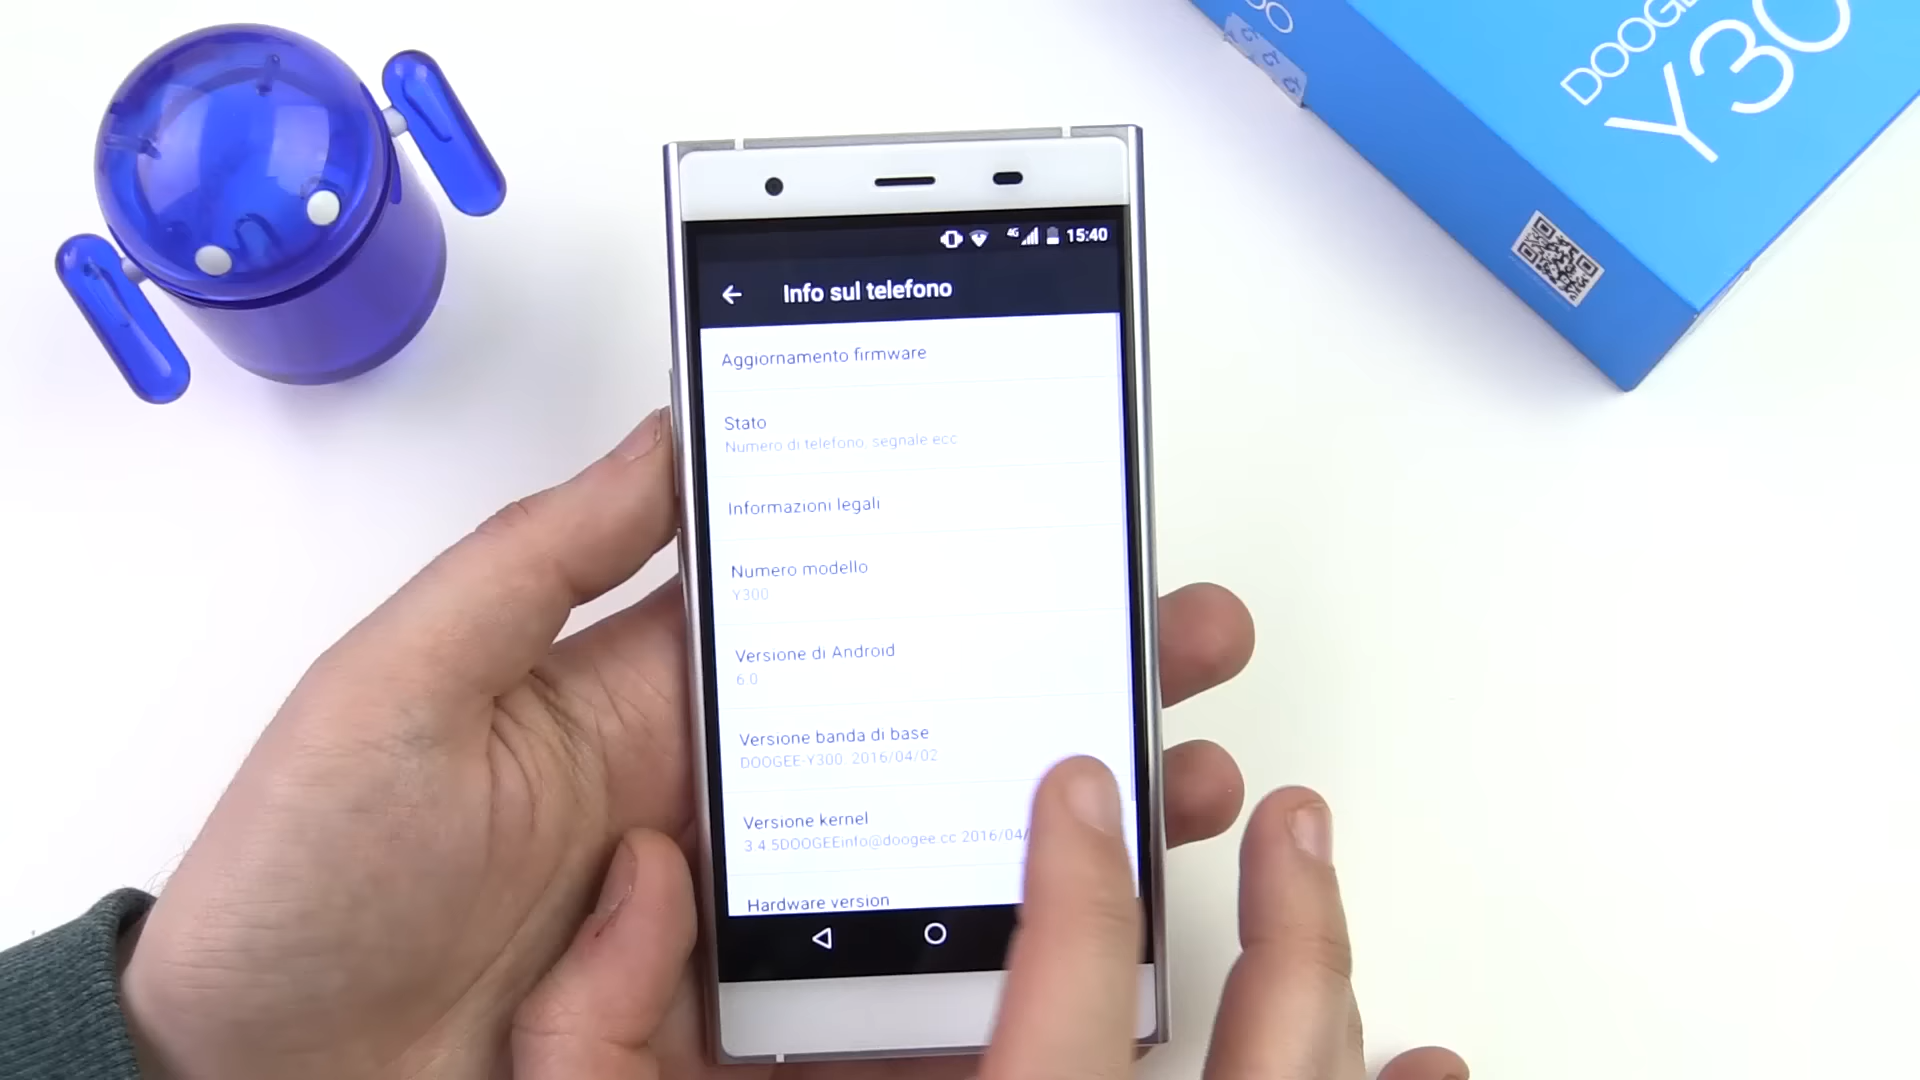 DOOGE
Y30
4G 15:40
Info sul telefono
Aggiornamento firmware
Stato
Numero di telefono, segnale ecc
Informazioni legali
Numero modello
Y300
Versione di Android
6.0
Versione banda di base
DOOGEE-Y300. 2016/04/02
Versione kernel
3.4.5DOOGEEinfo@doogee.cc 2016/04/
Hardware version